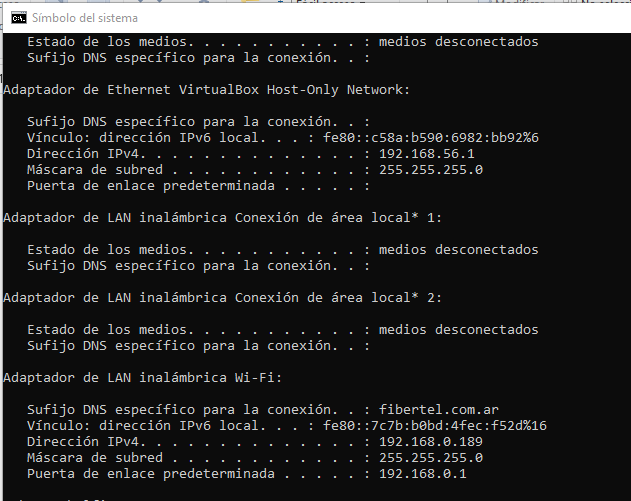 Símbolo del sistema
Estado de los medios. . . . . . . . . . . : medios desconectados
Sufijo DNS específico para la conexión. . :
Adaptador de Ethernet VirtualBox Host-Only Network:
Sufijo DNS específico para la conexión. . :
Vínculo: dirección IPv6 local. . . : fe80::c58a:b590:6982:bb92%6
Dirección IPv4. . . . . . . . . . . . . . : 192.168.56.1
Máscara de subred . . . . . . . . . . . . : 255.255.255.0
Puerta de enlace predeterminada . . . . . :
Adaptador de LAN inalámbrica Conexión de área local* 1:
Estado de los medios. . . . . . . . . . . : medios desconectados
Sufijo DNS específico para la conexión. . :
Adaptador de LAN inalámbrica Conexión de área local* 2:
Estado de los medios. . . . . . . . . . . : medios desconectados
Sufijo DNS específico para la conexión. . :
Adaptador de LAN inalámbrica Wi-Fi:
Sufijo DNS específico para la conexión. . : fibertel.com.ar
Vínculo: dirección IPv6 local. . . : fe80::7c7b:b0bd:4fec:f52d%16
Dirección IPv4. . . . . . . . . . . . . . : 192.168.0.189
Máscara de subred . . . . . . . . . . . . : 255.255.255.0
Puerta de enlace predeterminada . . . . . : 192.168.0.1